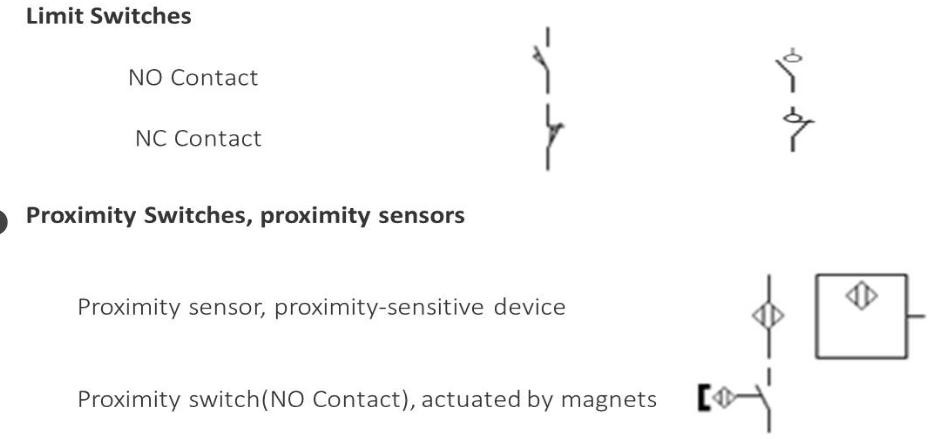 Limit Switches
NO Contact
NC Contact
Proximity Switches, proximity sensors
Proximity sensor, proximity-sensitive device
Proximity switch(NO Contact), actuated by magnets